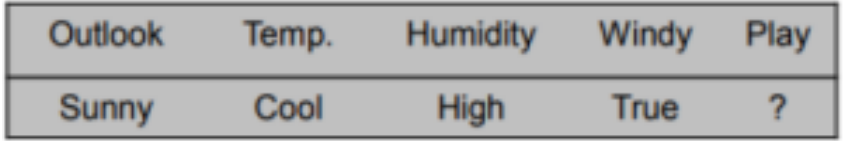 Outlook Temp. Humidity Windy Play
Sunny Cool High True ?